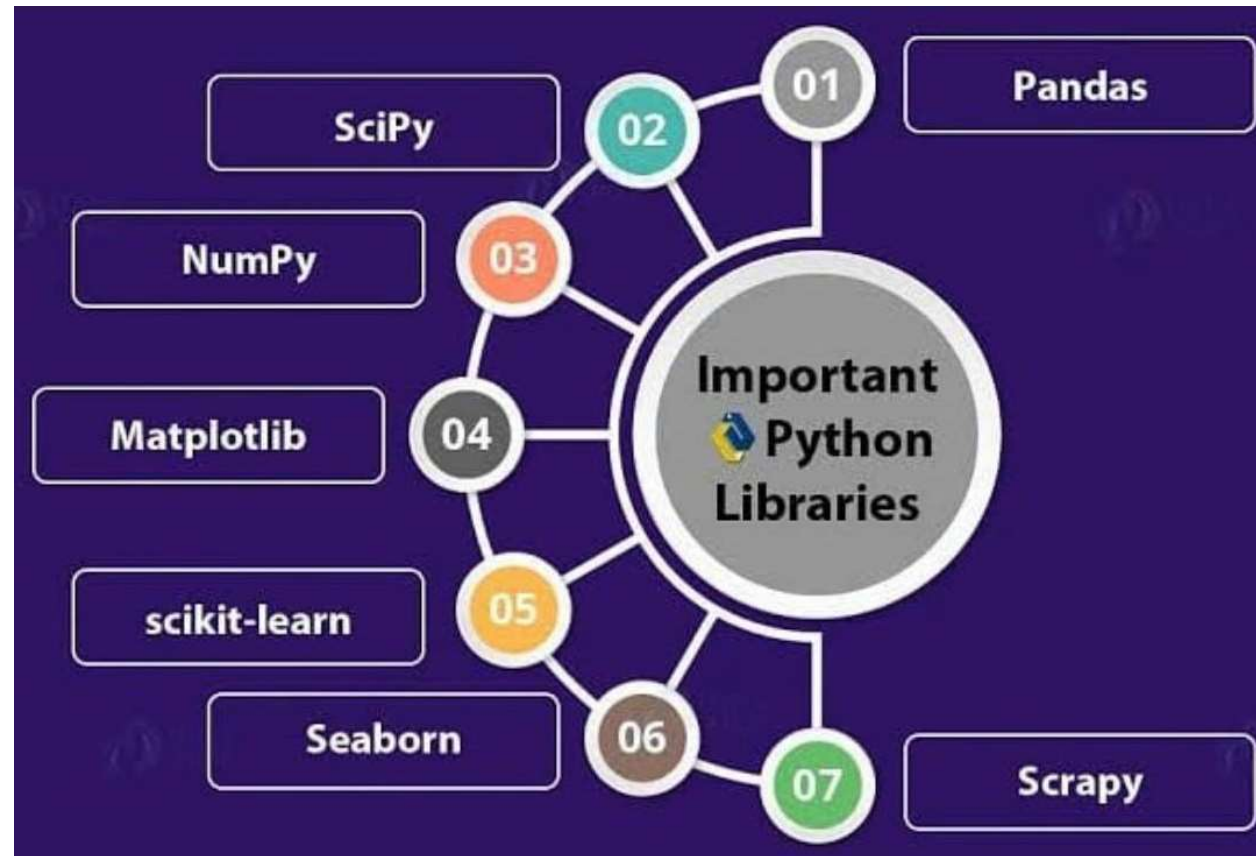 Important
Python
Libraries
01
Pandas
02
SciPy
03
NumPy
04
Matplotlib
05
scikit-learn
06
Seaborn
07
Scrapy